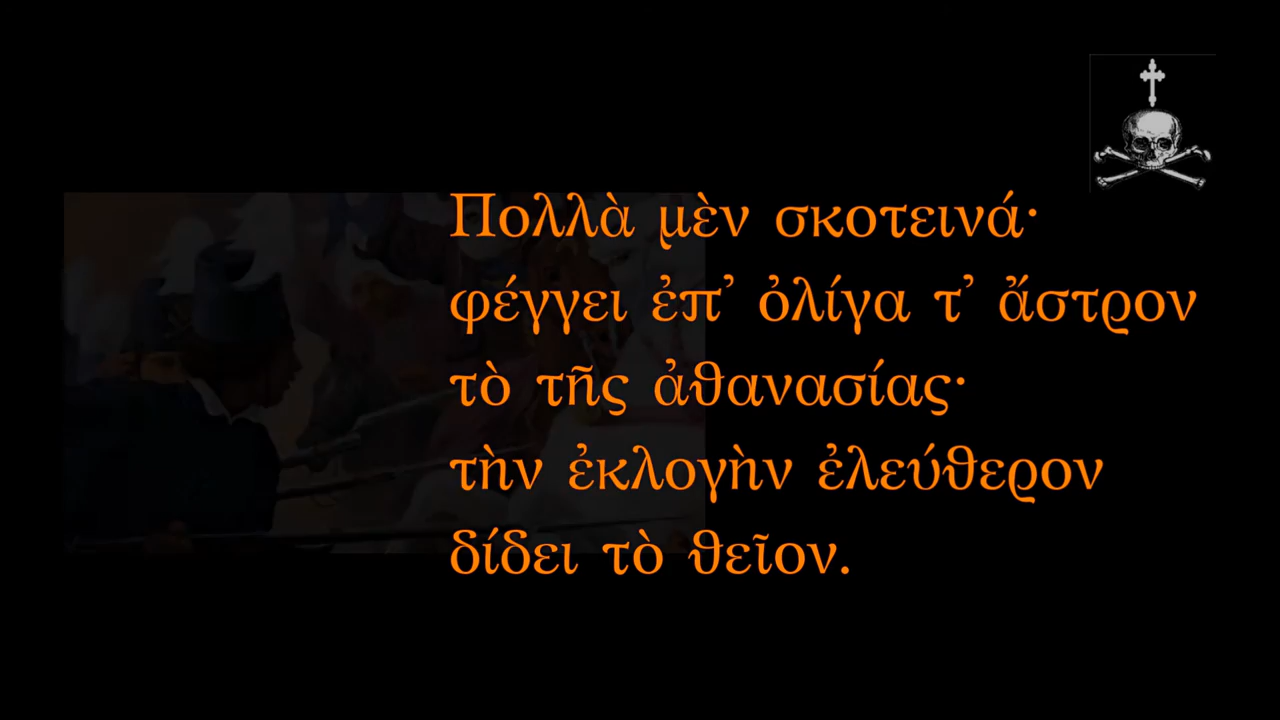 Πολλὰ μὲν σκοτεινά·
φέγγει ἐπ’ ὀλίγα τ’ ἄστρον
τὸ τῆς ἀθανασίας·
τὴν ἐκλογὴν ἐλεύθερον
δίδει τὸ θεῖον.